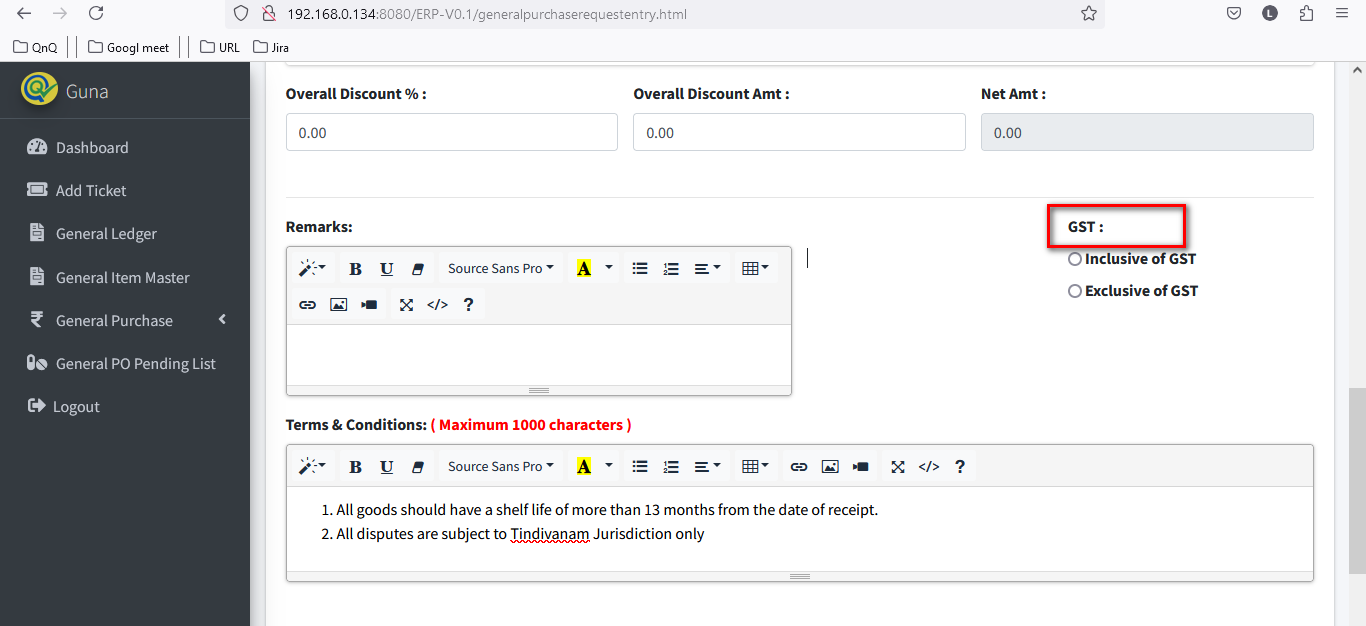 192.168.0.134:8080/ERP-V0.1/generalpurchaserequestentry.html
L
QnQ Googl meet URL Jira
Guna
Dashboard
Add Ticket
General Ledger
General Item Master
General Purchase
General PO Pending List
Logout
Overall Discount % : Overall Discount Amt : Net Amt :
0.00 0.00 0.00
Remarks: GST :
Inclusive of GST
Exclusive of GST
B U Source Sans Pro A
</> ?
Terms & Conditions: ( Maximum 1000 characters )
B U Source Sans Pro A </> ?
1. All goods should have a shelf life of more than 13 months from the date of receipt.
2. All disputes are subject to Tindivanam Jurisdiction only